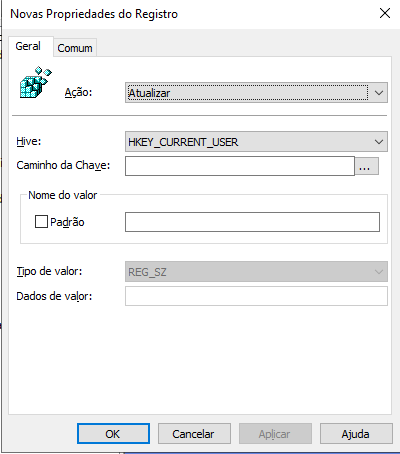 Novas Propriedades do Registro
Geral
Comum
Ação:
Atualizar
Hive:
HKEY_CURRENT_USER
Caminho da Chave:
...
Nome do valor
Padrão
Tipo de valor:
REG_SZ
Dados de valor:
OK
Cancelar
Aplicar
Ajuda